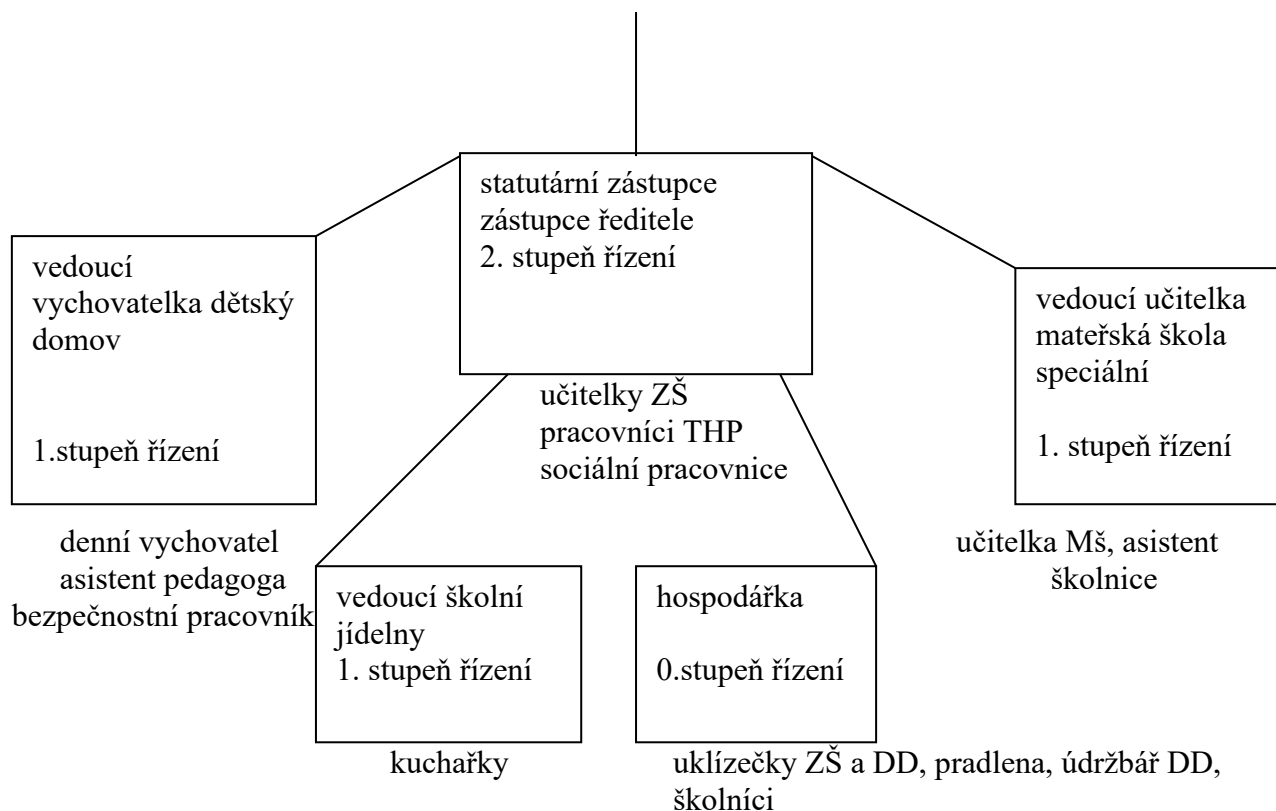 statutární zástupce
zástupce ředitele
2. stupeň řízení
vedoucí
vychovatelka dětský
domov
1.stupeň řízení
vedoucí učitelka
mateřská škola
speciální
1. stupeň řízení
učitelky ZŠ
pracovníci THP
sociální pracovnice
denní vychovatel
asistent pedagoga
bezpečnostní pracovník
učitelka Mš, asistent
školnice
vedoucí školní
jídelny
1. stupeň řízení
hospodářka
0.stupeň řízení
kuchařky
uklízečky ZŠ a DD, pradlena, údržbář DD,
školníci